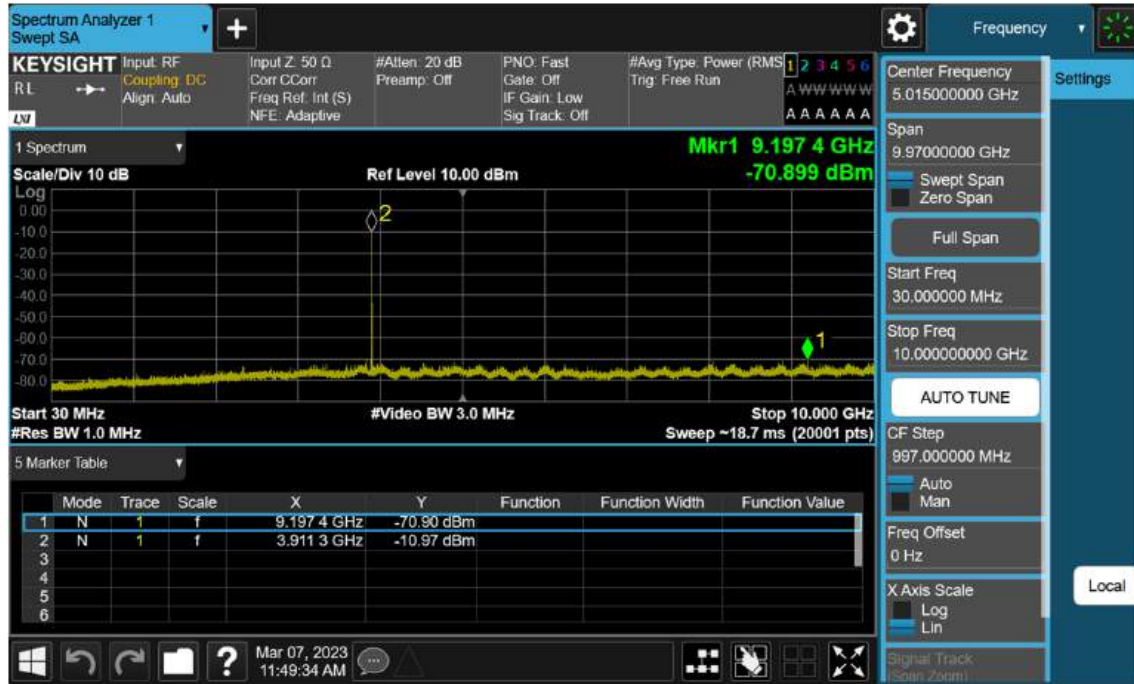 Spectrum Analyzer 1
Swept SA
+
Frequency
KEYSIGHT
RL
LXI
Input: RF
Coupling: DC
Align: Auto
Input Z: 50 Ω
Corr CCorr
Freq Ref: Int (S)
NFE: Adaptive
#Atten: 20 dB
Preamp: Off
PNO: Fast
Gate: Off
IF Gain: Low
Sig Track: Off
#Avg Type: Power (RMS
Trig: Free Run
1 2 3 4 5 6
A W W W W W
A A A A A A
1 Spectrum
Scale/Div 10 dB
Ref Level 10.00 dBm
Mkr1 9.197 4 GHz
-70.899 dBm
Log
0.00
-10.0
-20.0
-30.0
-40.0
-50.0
-60.0
-70.0
-80.0
2
1
Start 30 MHz
#Video BW 3.0 MHz
Stop 10.000 GHz
#Res BW 1.0 MHz
Sweep ~18.7 ms (20001 pts)
5 Marker Table
Mode Trace Scale X Y Function Function Width Function Value
1 N 1 f 9.197 4 GHz -70.90 dBm
2 N 1 f 3.911 3 GHz -10.97 dBm
3
4
5
6
Mar 07, 2023
11:49:34 AM
?
Center Frequency
5.015000000 GHz
Span
9.97000000 GHz
Swept Span
Zero Span
Full Span
Start Freq
30.000000 MHz
Stop Freq
10.000000000 GHz
AUTO TUNE
CF Step
997.000000 MHz
Auto
Man
Freq Offset
0 Hz
X Axis Scale
Log
Lin
Signal Track
(Span Zoom)
Settings
Local